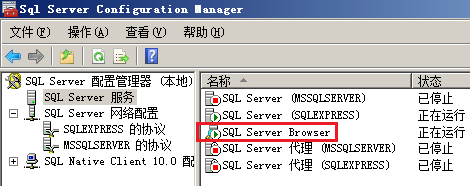 Sql Server Configuration Manager
文件(F) 操作(A) 查看(V) 帮助(H)
SQL Server 配置管理器 (本地)
SQL Server 服务
SQL Server 网络配置
SQLEXPRESS 的协议
MSSQLSERVER 的协议
SQL Native Client 10.0 配
名称 状态
SQL Server (MSSQLSERVER) 已停止
SQL Server (SQLEXPRESS) 正在运行
SQL Server Browser 正在运行
SQL Server 代理 (MSSQLSERVER) 已停止
SQL Server 代理 (SQLEXPRESS) 已停止